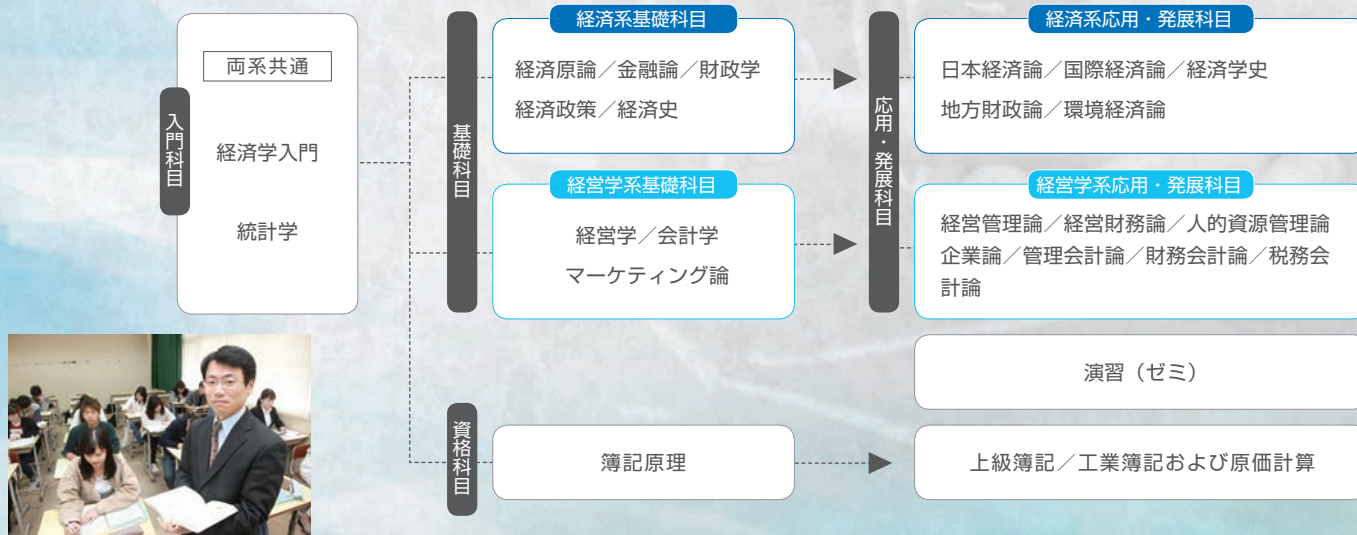 入門科目
両系共通
経済学入門
統計学
基礎科目
経済系基礎科目
経済原論／金融論／財政学
経済政策／経済史
経営学系基礎科目
経営学／会計学
マーケティング論
応用・発展科目
経済系応用・発展科目
日本経済論／国際経済論／経済学史
地方財政論／環境経済論
経営学系応用・発展科目
経営管理論／経営財務論／人的資源管理論
企業論／管理会計論／財務会計論／税務会
計論
演習（ゼミ）
資格科目
簿記原理
上級簿記／工業簿記および原価計算